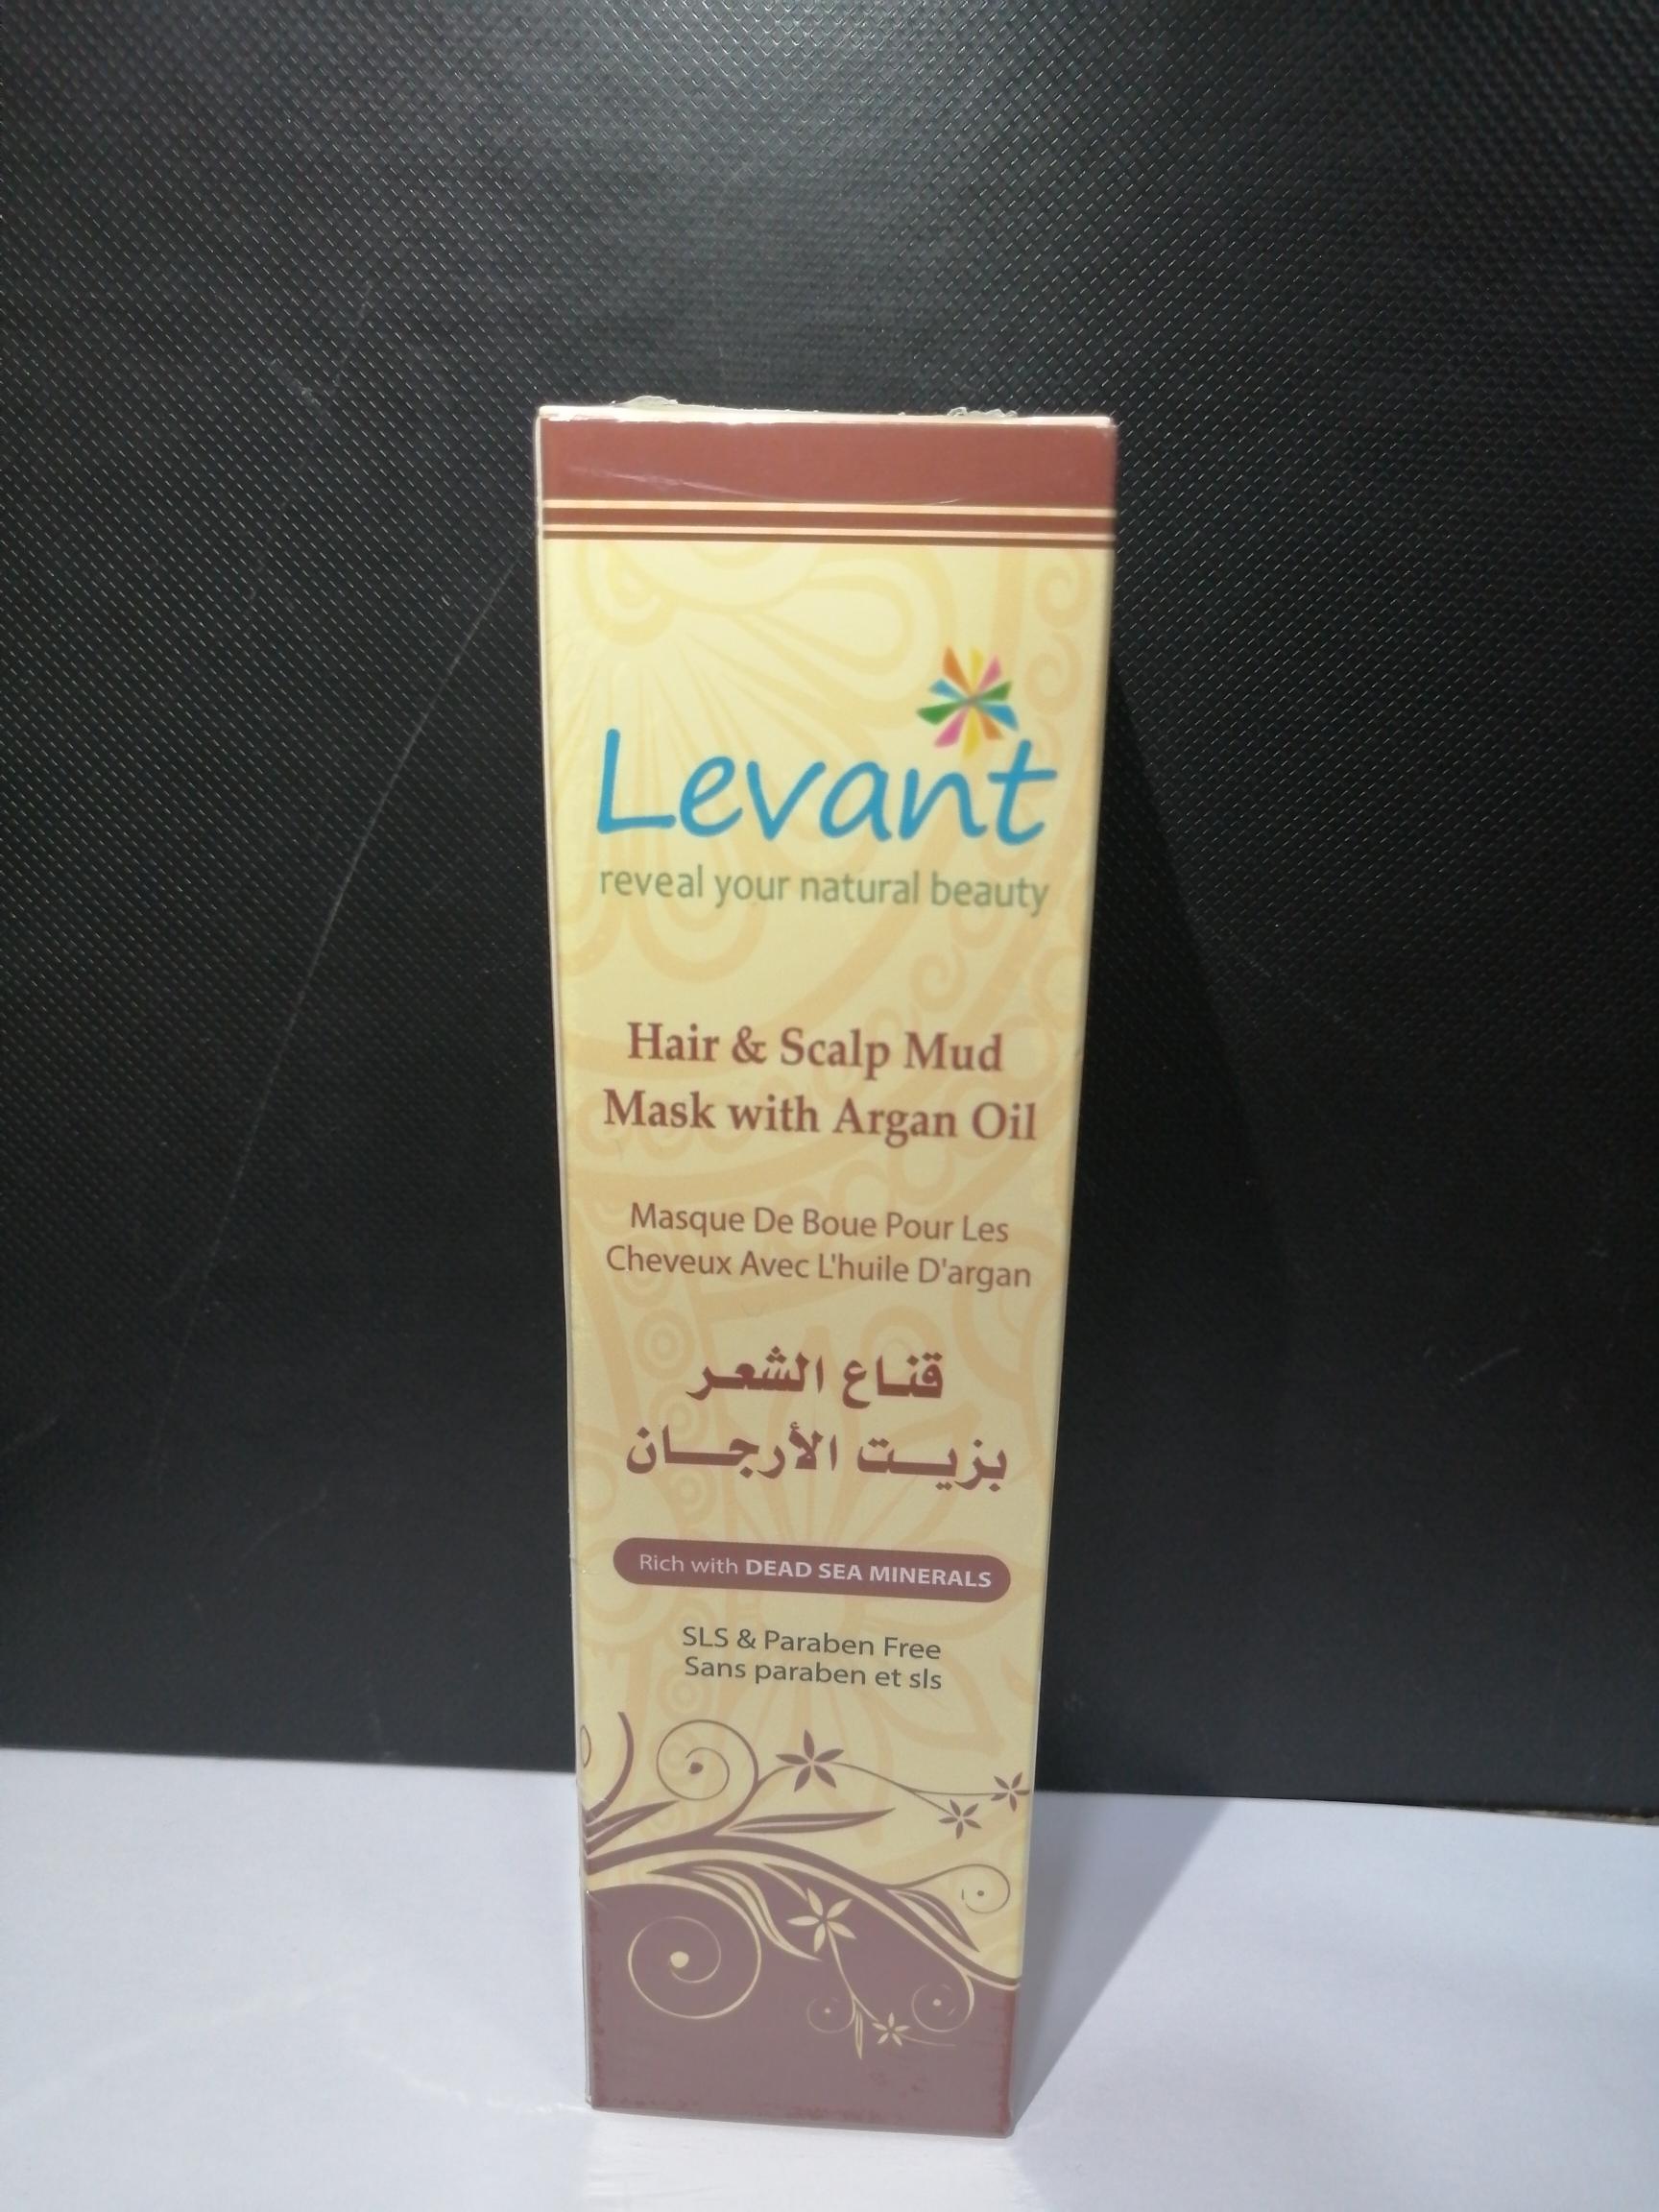 Levant
reveal your natural beauty
Hair & Scalp Mud
Mask with Argan Oil
Masque De Boue Pour Les
Cheveux Avec L'huile D'argan
قناع الشعر
بزيت الأرجان
Rich with DEAD SEA MINERALS
SLS & Paraben Free
Sans paraben et sls